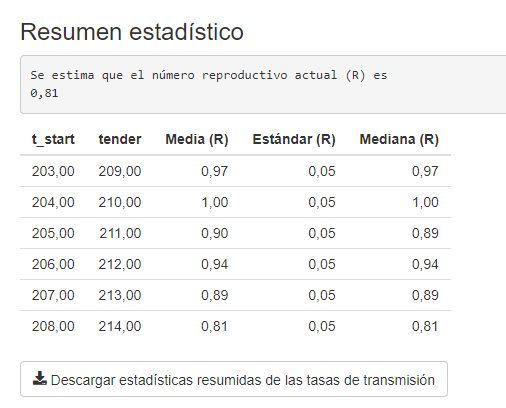 Resumen estadístico
Se estima que el número reproductivo actual (R) es
0,81
t_start tender Media (R) Estándar (R) Mediana (R)
203,00 209,00 0,97 0,05 0,97
204,00 210,00 1,00 0,05 1,00
205,00 211,00 0,90 0,05 0,89
206,00 212,00 0,94 0,05 0,94
207,00 213,00 0,89 0,05 0,89
208,00 214,00 0,81 0,05 0,81
Descargar estadísticas resumidas de las tasas de transmisión